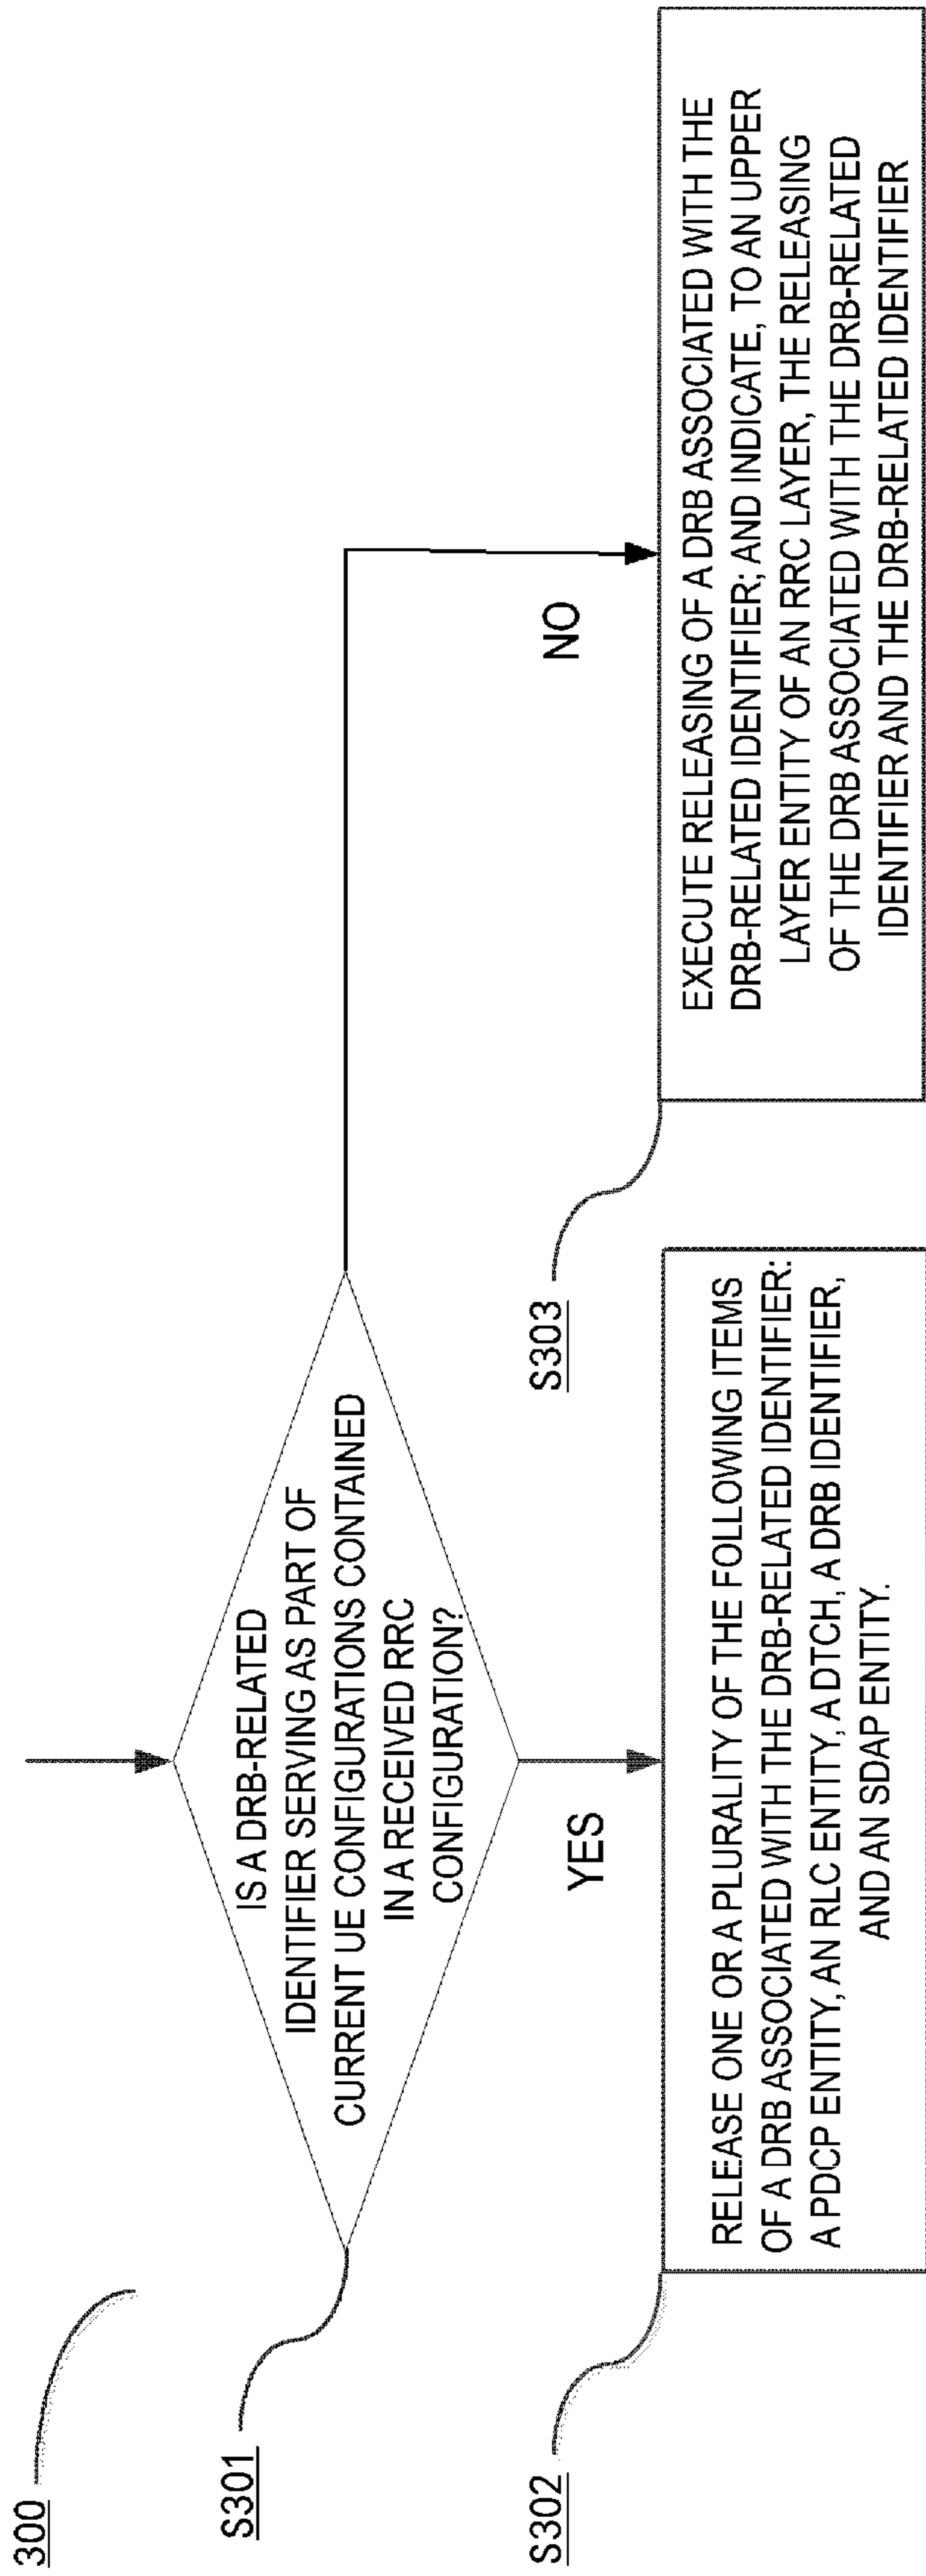 300
S301
IS A DRB-RELATED
IDENTIFIER SERVING AS PART OF
CURRENT UE CONFIGURATIONS CONTAINED
IN A RECEIVED RRC
CONFIGURATION?
YES
NO
S302
RELEASE ONE OR A PLURALITY OF THE FOLLOWING ITEMS
OF A DRB ASSOCIATED WITH THE DRB-RELATED IDENTIFIER:
A PDCP ENTITY, AN RLC ENTITY, A DTCH, A DRB IDENTIFIER,
AND AN SDAP ENTITY.
S303
EXECUTE RELEASING OF A DRB ASSOCIATED WITH THE
DRB-RELATED IDENTIFIER; AND INDICATE, TO AN UPPER
LAYER ENTITY OF AN RRC LAYER, THE RELEASING
OF THE DRB ASSOCIATED WITH THE DRB-RELATED
IDENTIFIER AND THE DRB-RELATED IDENTIFIER